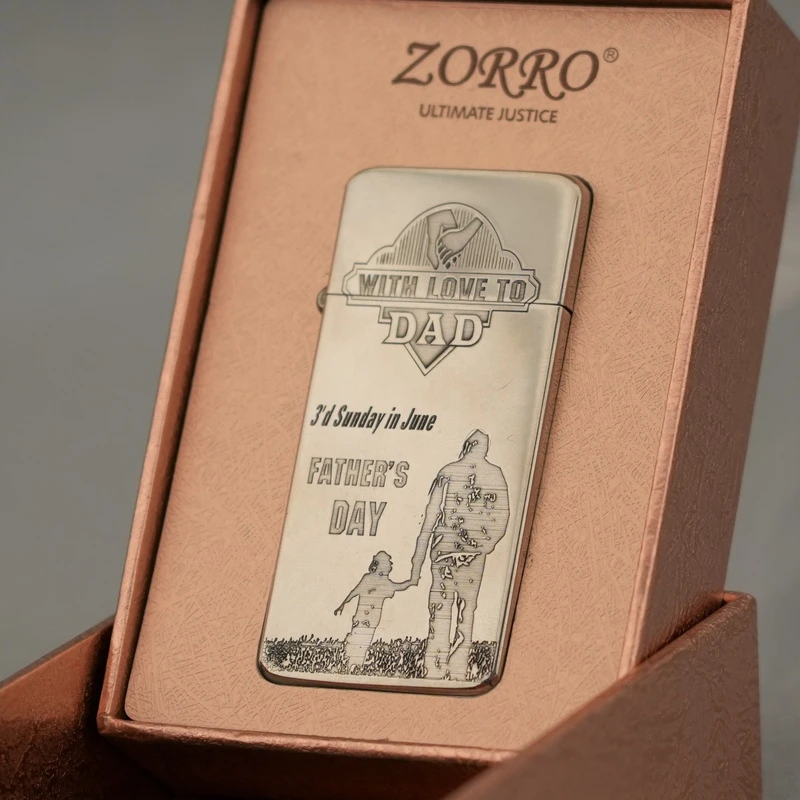 ZORRO®
ULTIMATE JUSTICE
WITH LOVE TO
DAD
3'd Sunday in June
FATHER'S
DAY